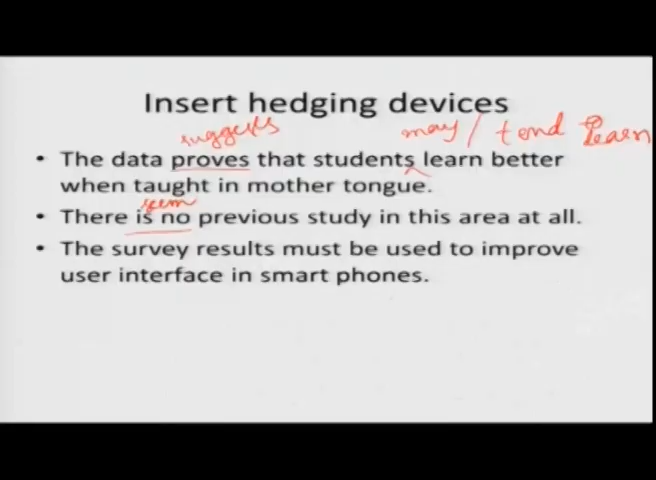 Insert hedging devices
suggests may / tend learn
• The data proves that students learn better
when taught in mother tongue.
seem
• There is no previous study in this area at all.
• The survey results must be used to improve
user interface in smart phones.